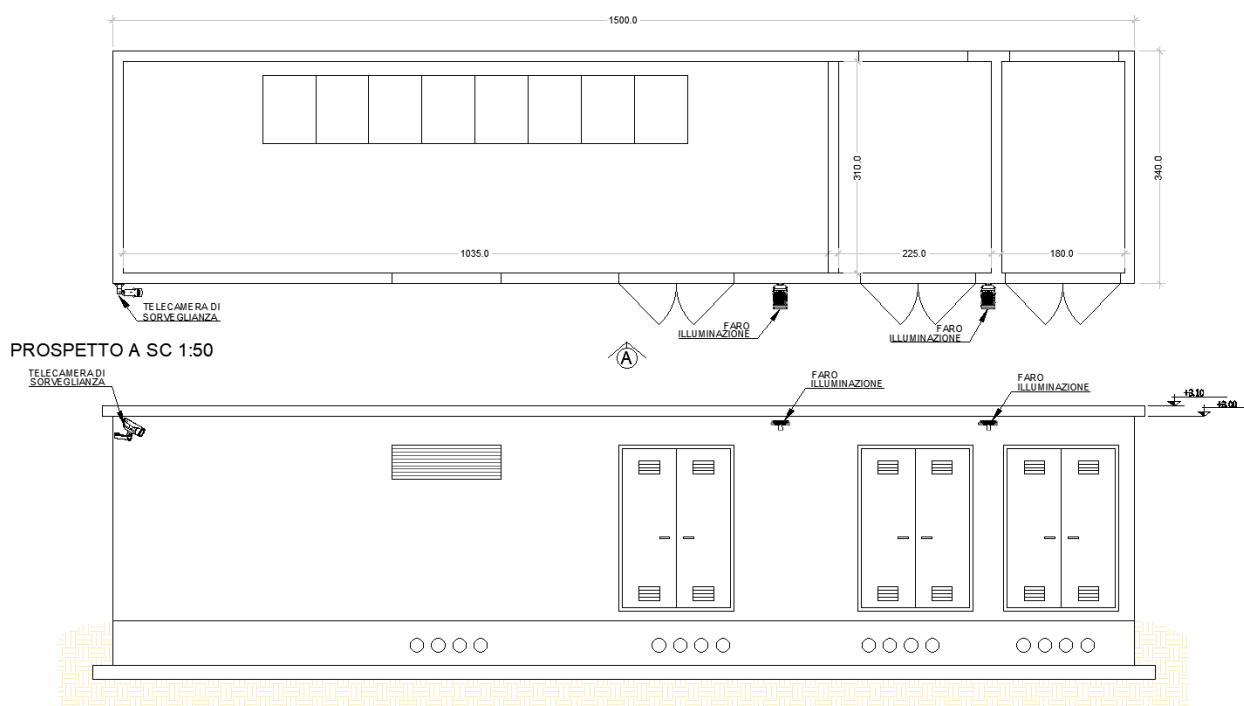 1500.0
310.0
340.0
1035.0
225.0
180.0
TELECAMERA DI
SORVEGLIANZA
FARO
ILLUMINAZIONE
FARO
ILLUMINAZIONE
PROSPETTO A SC 1:50
A
TELECAMERA DI
SORVEGLIANZA
FARO
ILLUMINAZIONE
FARO
ILLUMINAZIONE
+3.10
+3.00